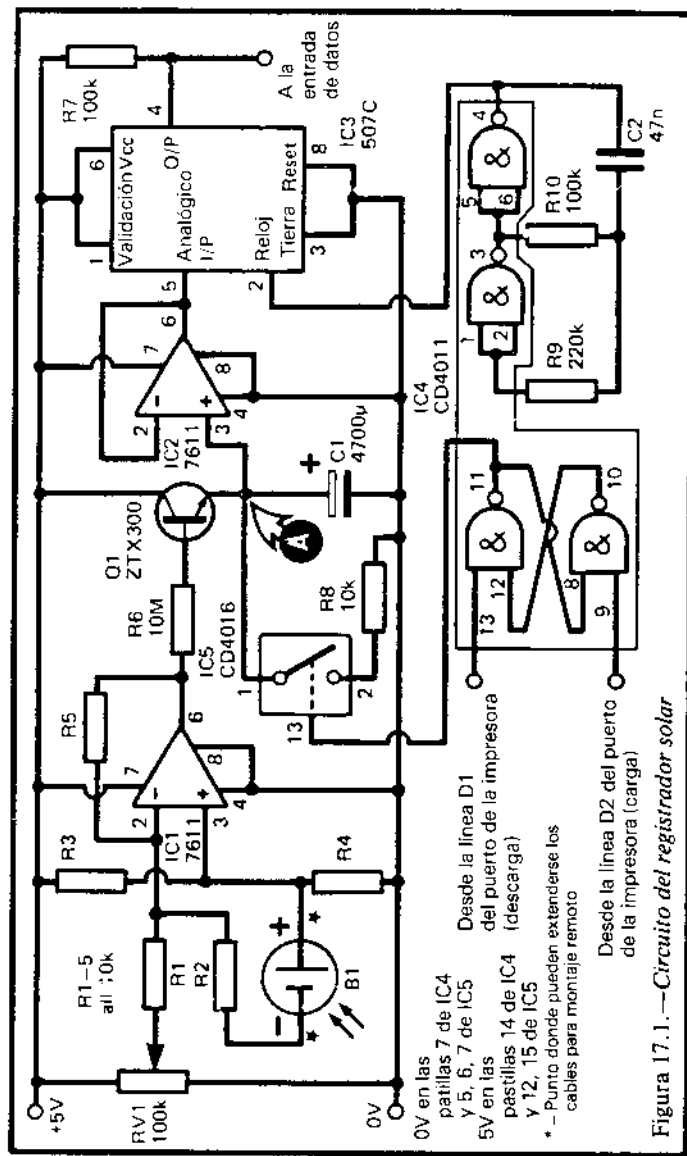 +5V
RV1
100k
0V
R1–5
all 10k
R1
R2
R3
R4
R5
B1
−
+
*
*
IC1
7611
2
3
7
6
8
4
−
+
R6
10M
Q1
ZTX300
IC5
CD4016
1
2
13
R8
10k
A
+
C1
4700µ
IC2
7611
2
3
7
6
8
4
−
+
1
6
Validación Vcc
Analógico
I/P
O/P
Reloj
Tierra
Reset
5
2
3
8
4
IC3
507C
R7
100k
A la
entrada
de datos
IC4
CD4011
13
12
11
&
8
9
10
&
1
2
3
&
5
6
4
&
R9
220k
R10
100k
C2
47n
Desde la línea D1
del puerto de la impresora
(descarga)
Desde la línea D2 del puerto
de la impresora (carga)
0V en las
patillas 7 de IC4
y 5, 6, 7 de IC5
5V en las
pastillas 14 de IC4
y 12, 15 de IC5
* – Punto donde pueden extenderse los
cables para montaje remoto
Figura 17.1.—Circuito del registrador solar